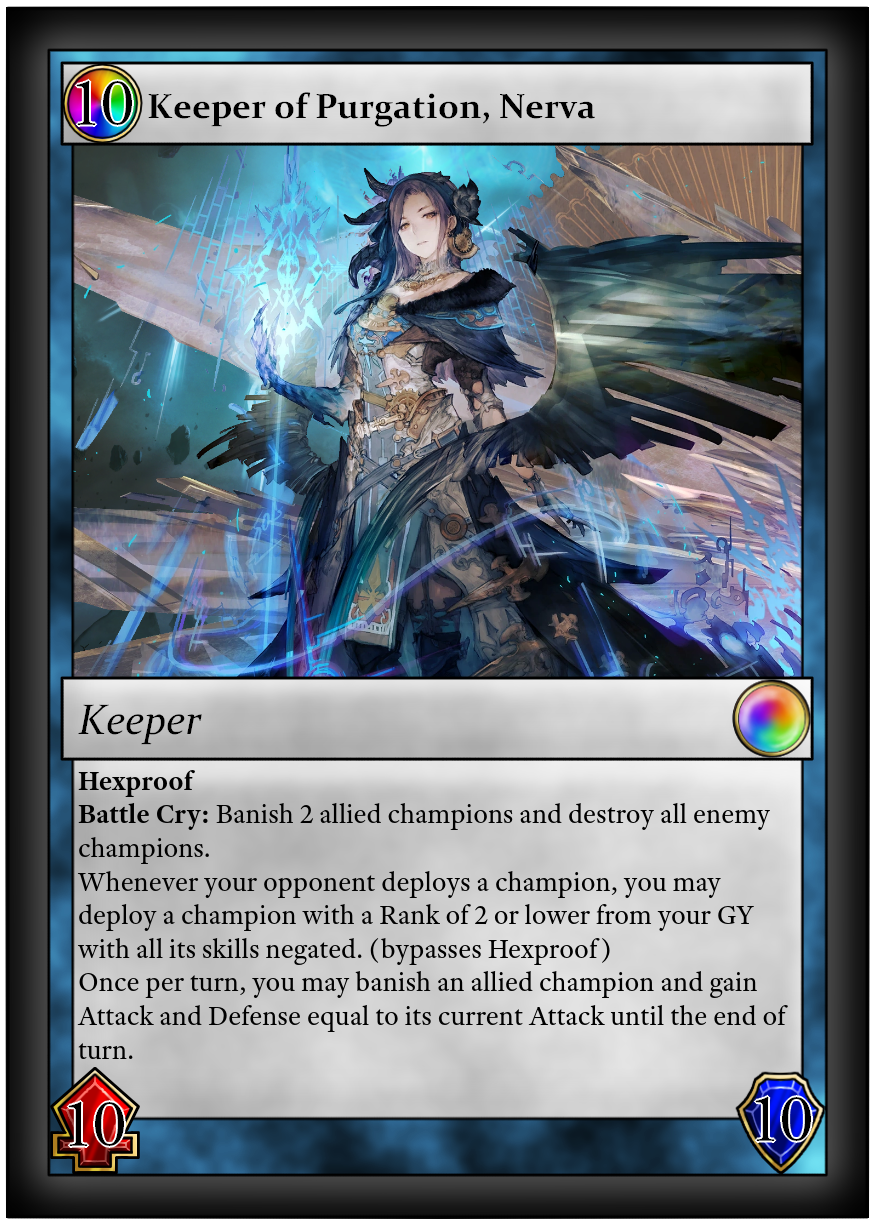 10 Keeper of Purgation, Nerva
Keeper
Hexproof
Battle Cry: Banish 2 allied champions and destroy all enemy
champions.
Whenever your opponent deploys a champion, you may
deploy a champion with a Rank of 2 or lower from your GY
with all its skills negated. (bypasses Hexproof)
Once per turn, you may banish an allied champion and gain
Attack and Defense equal to its current Attack until the end of
turn.
10 10